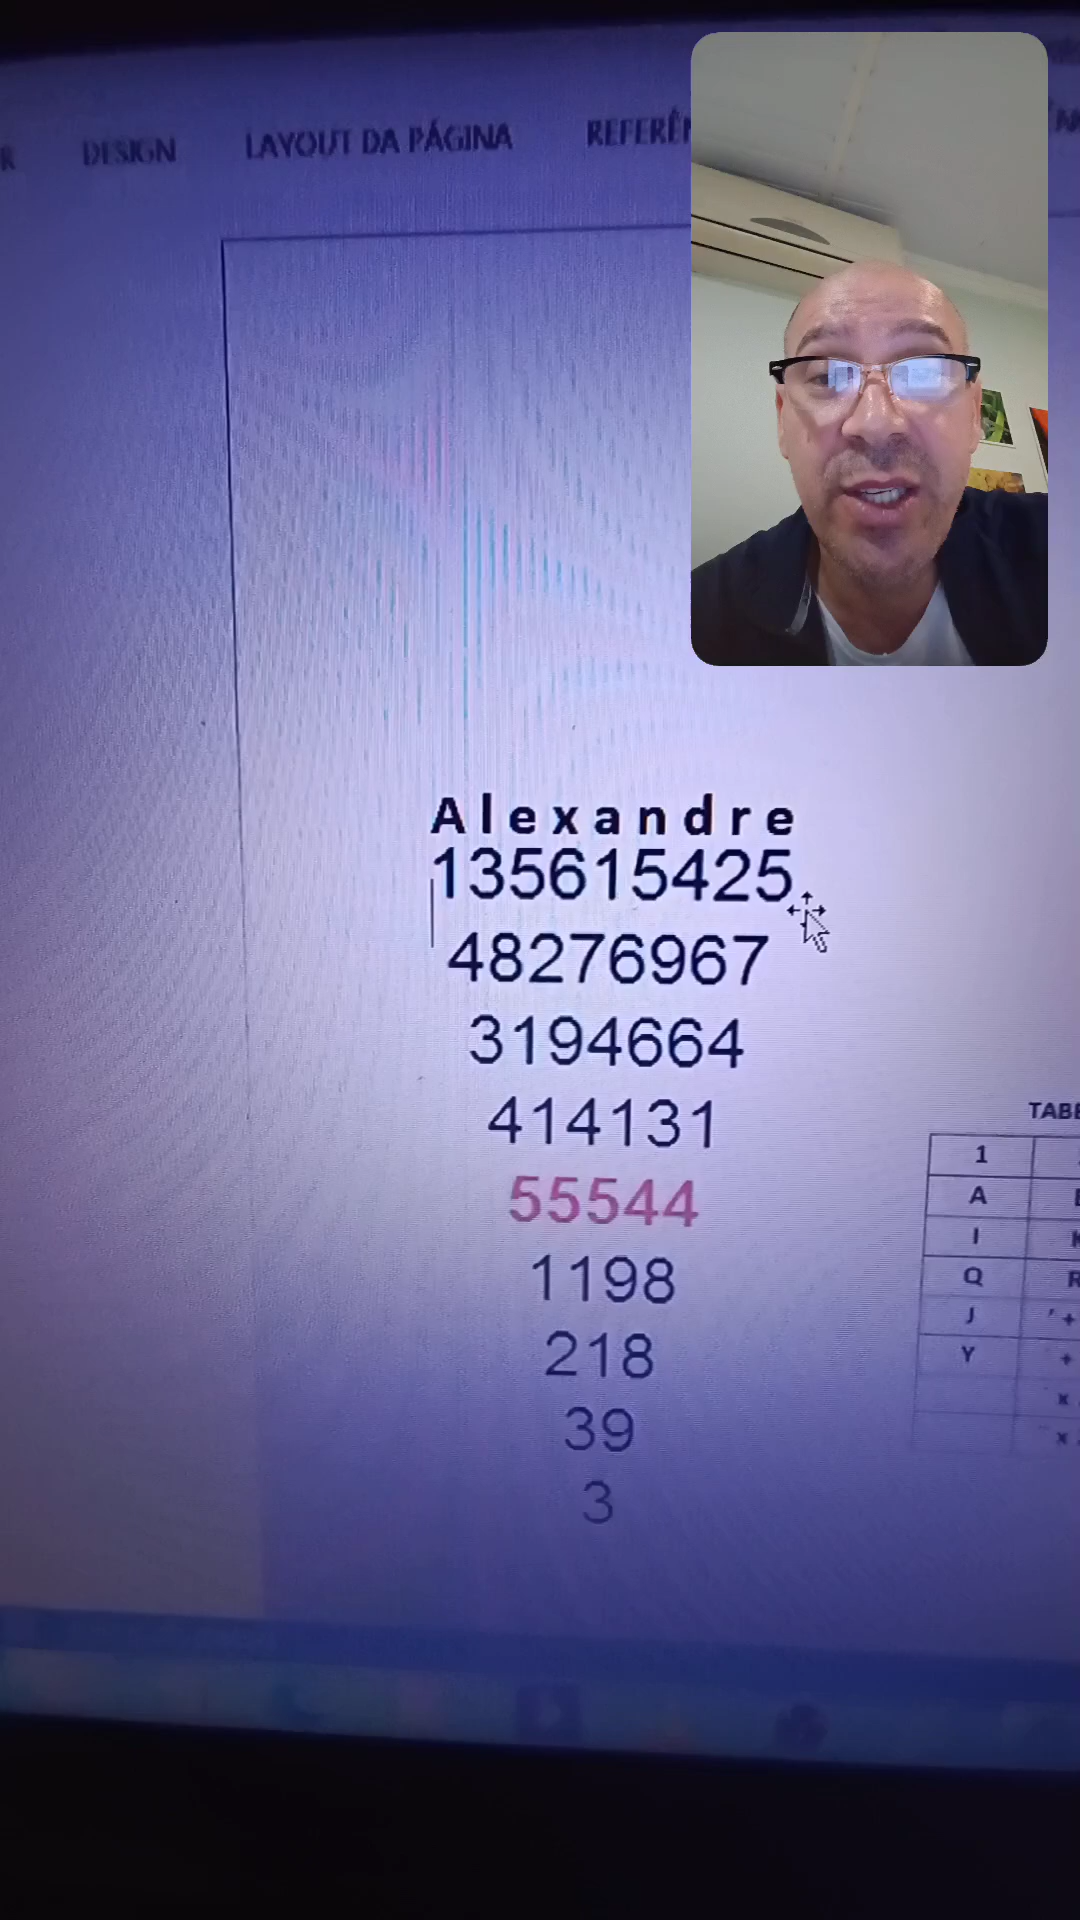 DESIGN
LAYOUT DA PÁGINA
Alexandre
135615425
48276967
3194664
414131
55544
1198
218
39
3
1
A
I
Q
J
Y